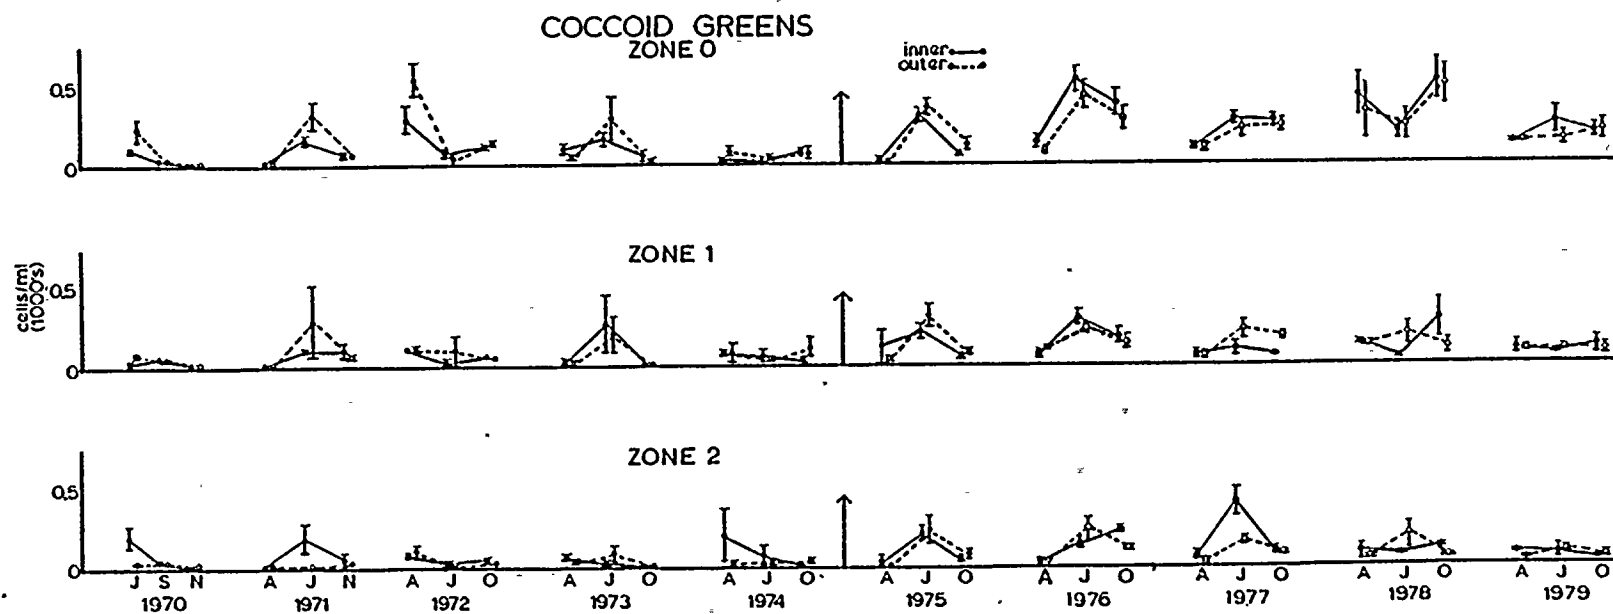 COCCOID GREENS
ZONE 0
inner
outer
0.5
0
ZONE 1
cells/ml
(1000's)
0.5
0
ZONE 2
0.5
0
J S N A J N A J O A J O A J O A J O A J O A J O A J O A J O
1970 1971 1972 1973 1974 1975 1976 1977 1978 1979